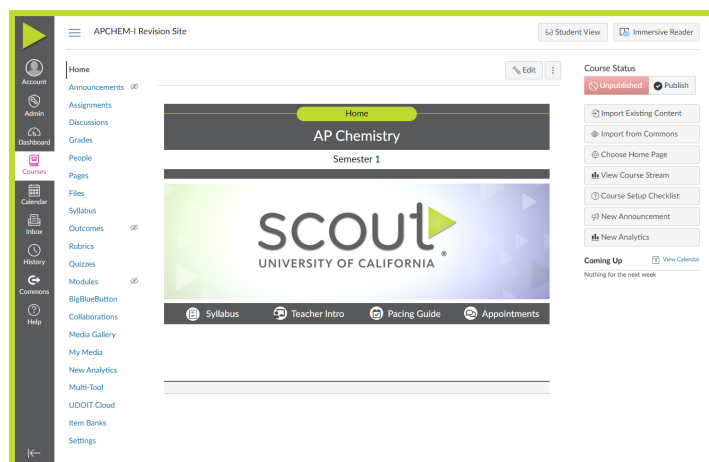 APCHEM-I Revision Site
Student View
Immersive Reader
Account
Admin
Dashboard
Courses
Calendar
Inbox
History
Commons
Help
Home
Announcements
Assignments
Discussions
Grades
People
Pages
Files
Syllabus
Outcomes
Rubrics
Quizzes
Modules
BigBlueButton
Collaborations
Media Gallery
My Media
New Analytics
Multi-Tool
UDOIT Cloud
Item Banks
Settings
Edit
Home
AP Chemistry
Semester 1
scout
UNIVERSITY OF CALIFORNIA ®
Syllabus
Teacher Intro
Pacing Guide
Appointments
Course Status
Unpublished
Publish
Import Existing Content
Import from Commons
Choose Home Page
View Course Stream
Course Setup Checklist
New Announcement
New Analytics
Coming Up
View Calendar
Nothing for the next week